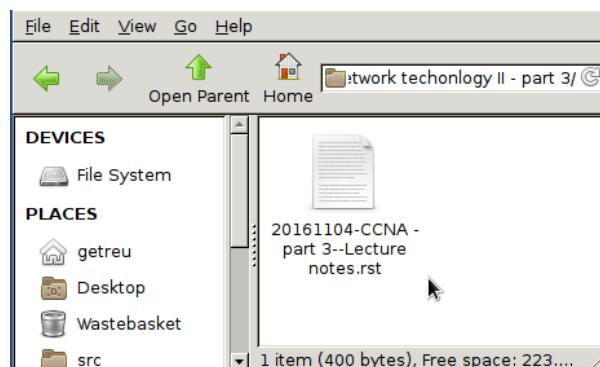 File Edit View Go Help
Open Parent Home etwork techonlogy II - part 3/
DEVICES
File System
PLACES
getreu
Desktop
Wastebasket
src
20161104-CCNA -
part 3--Lecture
notes.rst
1 item (400 bytes), Free space: 223....